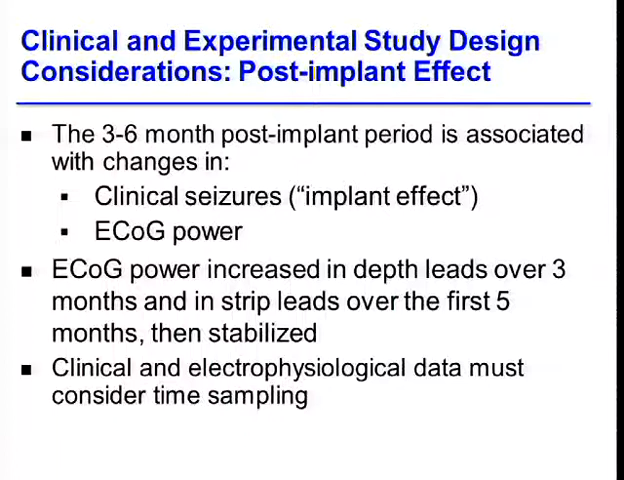 Clinical and Experimental Study Design
Considerations: Post-implant Effect
The 3-6 month post-implant period is associated
with changes in:
Clinical seizures (“implant effect”)
ECoG power
ECoG power increased in depth leads over 3
months and in strip leads over the first 5
months, then stabilized
Clinical and electrophysiological data must
consider time sampling